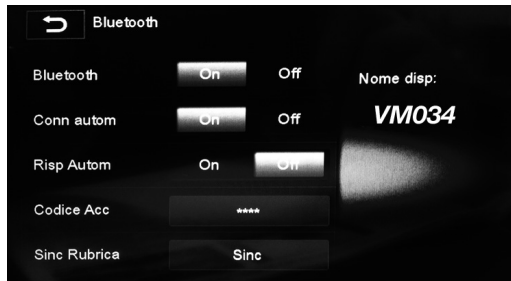 Bluetooth
Bluetooth On Off
Nome disp:
Conn autom On Off
VM034
Risp Autom On Off
Codice Acc ****
Sinc Rubrica Sinc